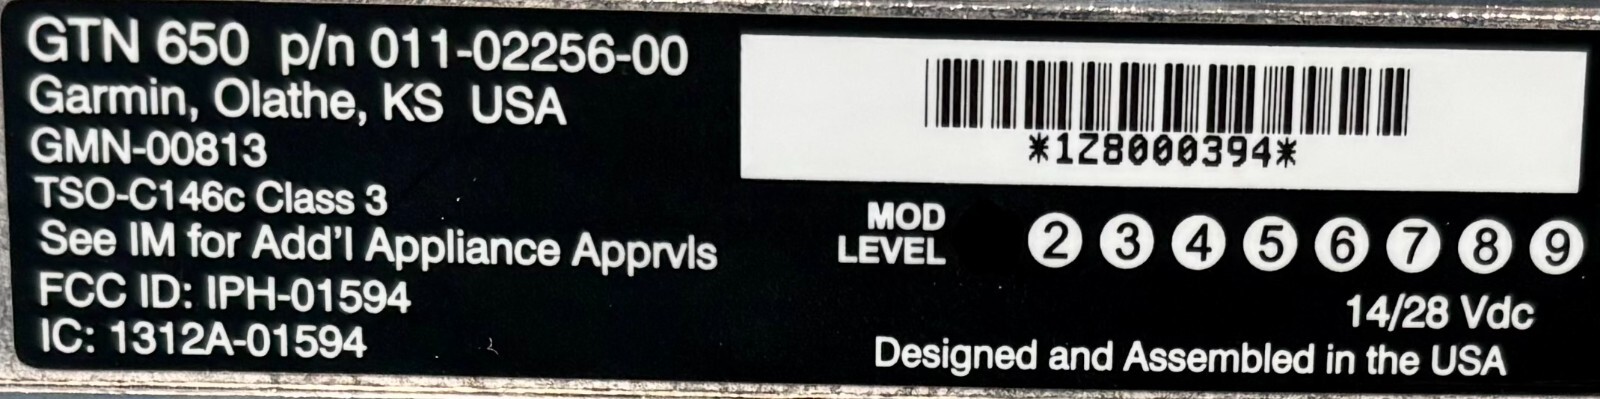 GTN 650 p/n 011-02256-00
Garmin, Olathe, KS USA
GMN-00813
TSO-C146c Class 3
See IM for Add'l Appliance Apprvls
FCC ID: IPH-01594
IC: 1312A-01594
*1Z8000394*
MOD
LEVEL
2 3 4 5 6 7 8 9
14/28 Vdc
Designed and Assembled in the USA